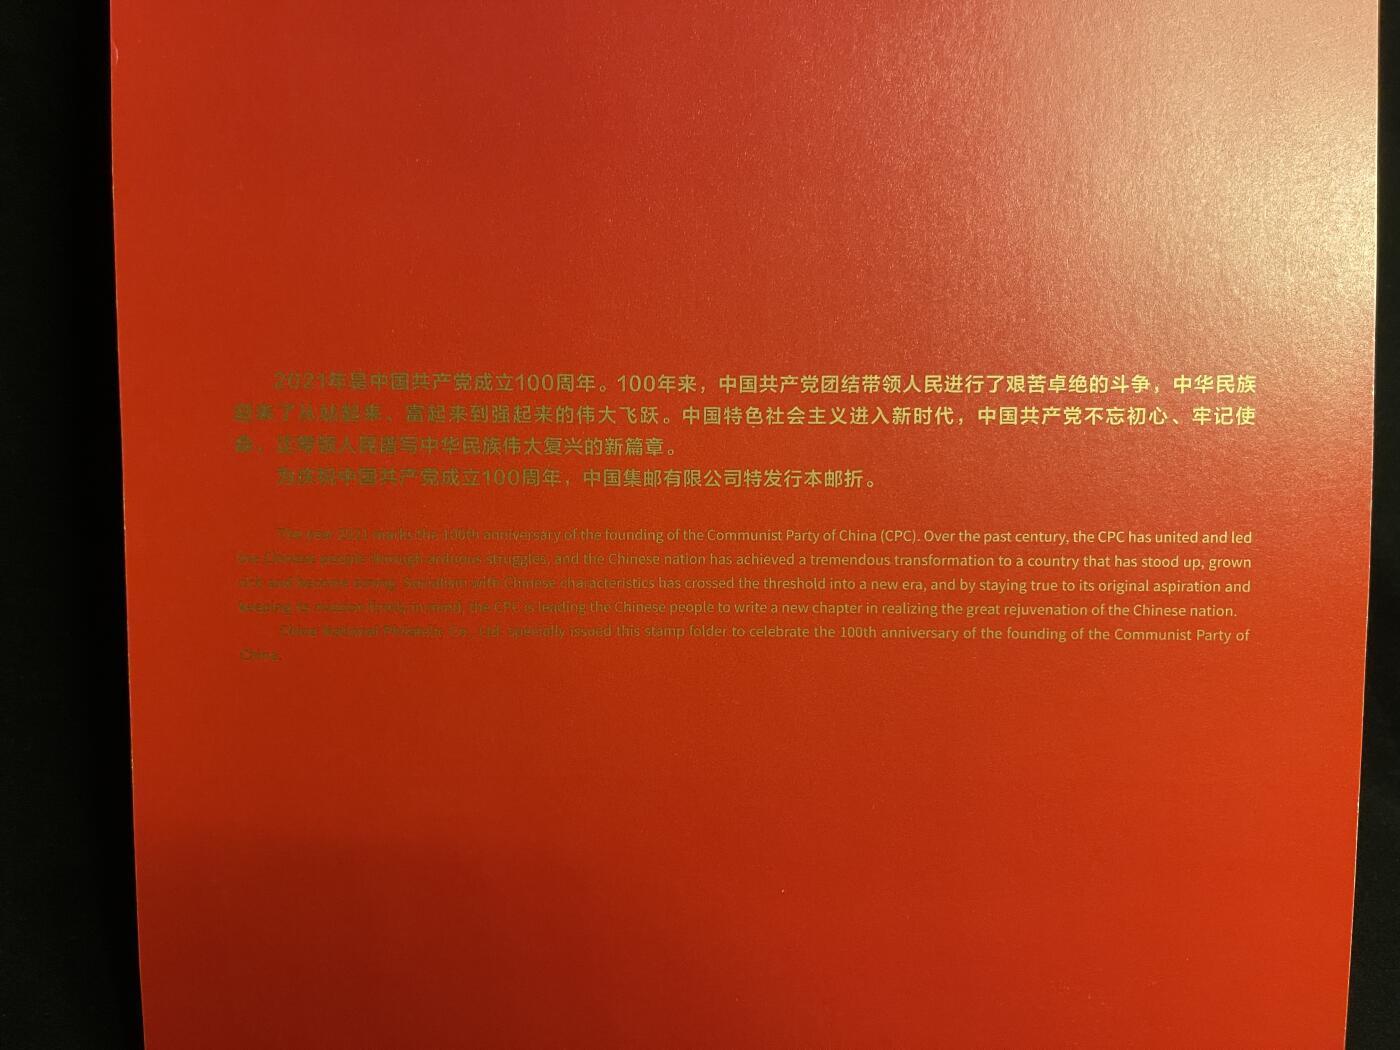 2021年是中国共产党成立100周年。100年来，中国共产党团结带领人民进行了艰苦卓绝的斗争，中华民族
迎来了从站起来、富起来到强起来的伟大飞跃。中国特色社会主义进入新时代，中国共产党不忘初心、牢记使
命，正带领人民谱写中华民族伟大复兴的新篇章。
为庆祝中国共产党成立100周年，中国集邮有限公司特发行本邮折。
The year 2021 marks the 100th anniversary of the founding of the Communist Party of China (CPC). Over the past century, the CPC has united and led
the Chinese people through arduous struggles, and the Chinese nation has achieved a tremendous transformation to a country that has stood up, grown
rich and become strong. Socialism with Chinese characteristics has crossed the threshold into a new era, and by staying true to its original aspiration and
keeping its mission firmly in mind, the CPC is leading the Chinese people to write a new chapter in realizing the great rejuvenation of the Chinese nation.
China National Philatelic Co., Ltd. specially issued this stamp folder to celebrate the 100th anniversary of the founding of the Communist Party of
China.